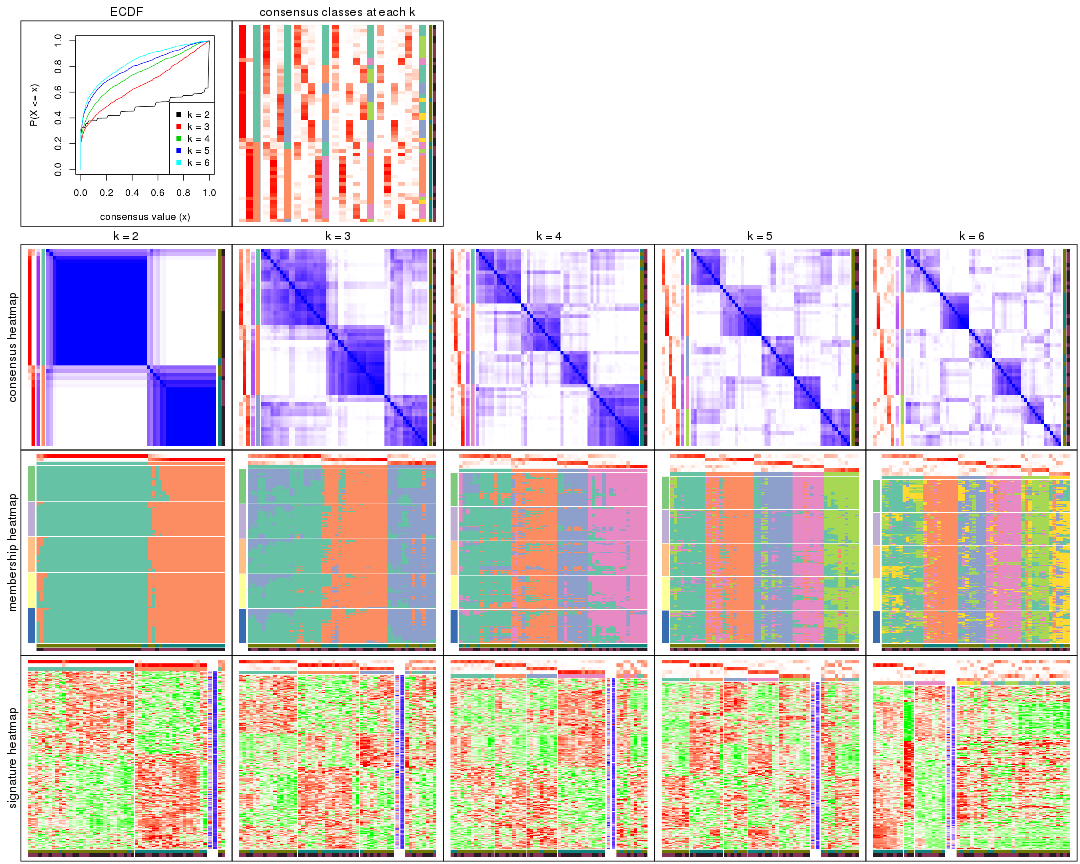 ECDF
consensus classes at each k
P(X <= x)
0.0 0.2 0.4 0.6 0.8 1.0
k = 2
k = 3
k = 4
k = 5
k = 6
0.0 0.2 0.4 0.6 0.8 1.0
consensus value (x)
k = 2 k = 3 k = 4 k = 5 k = 6
consensus heatmap
membership heatmap
signature heatmap